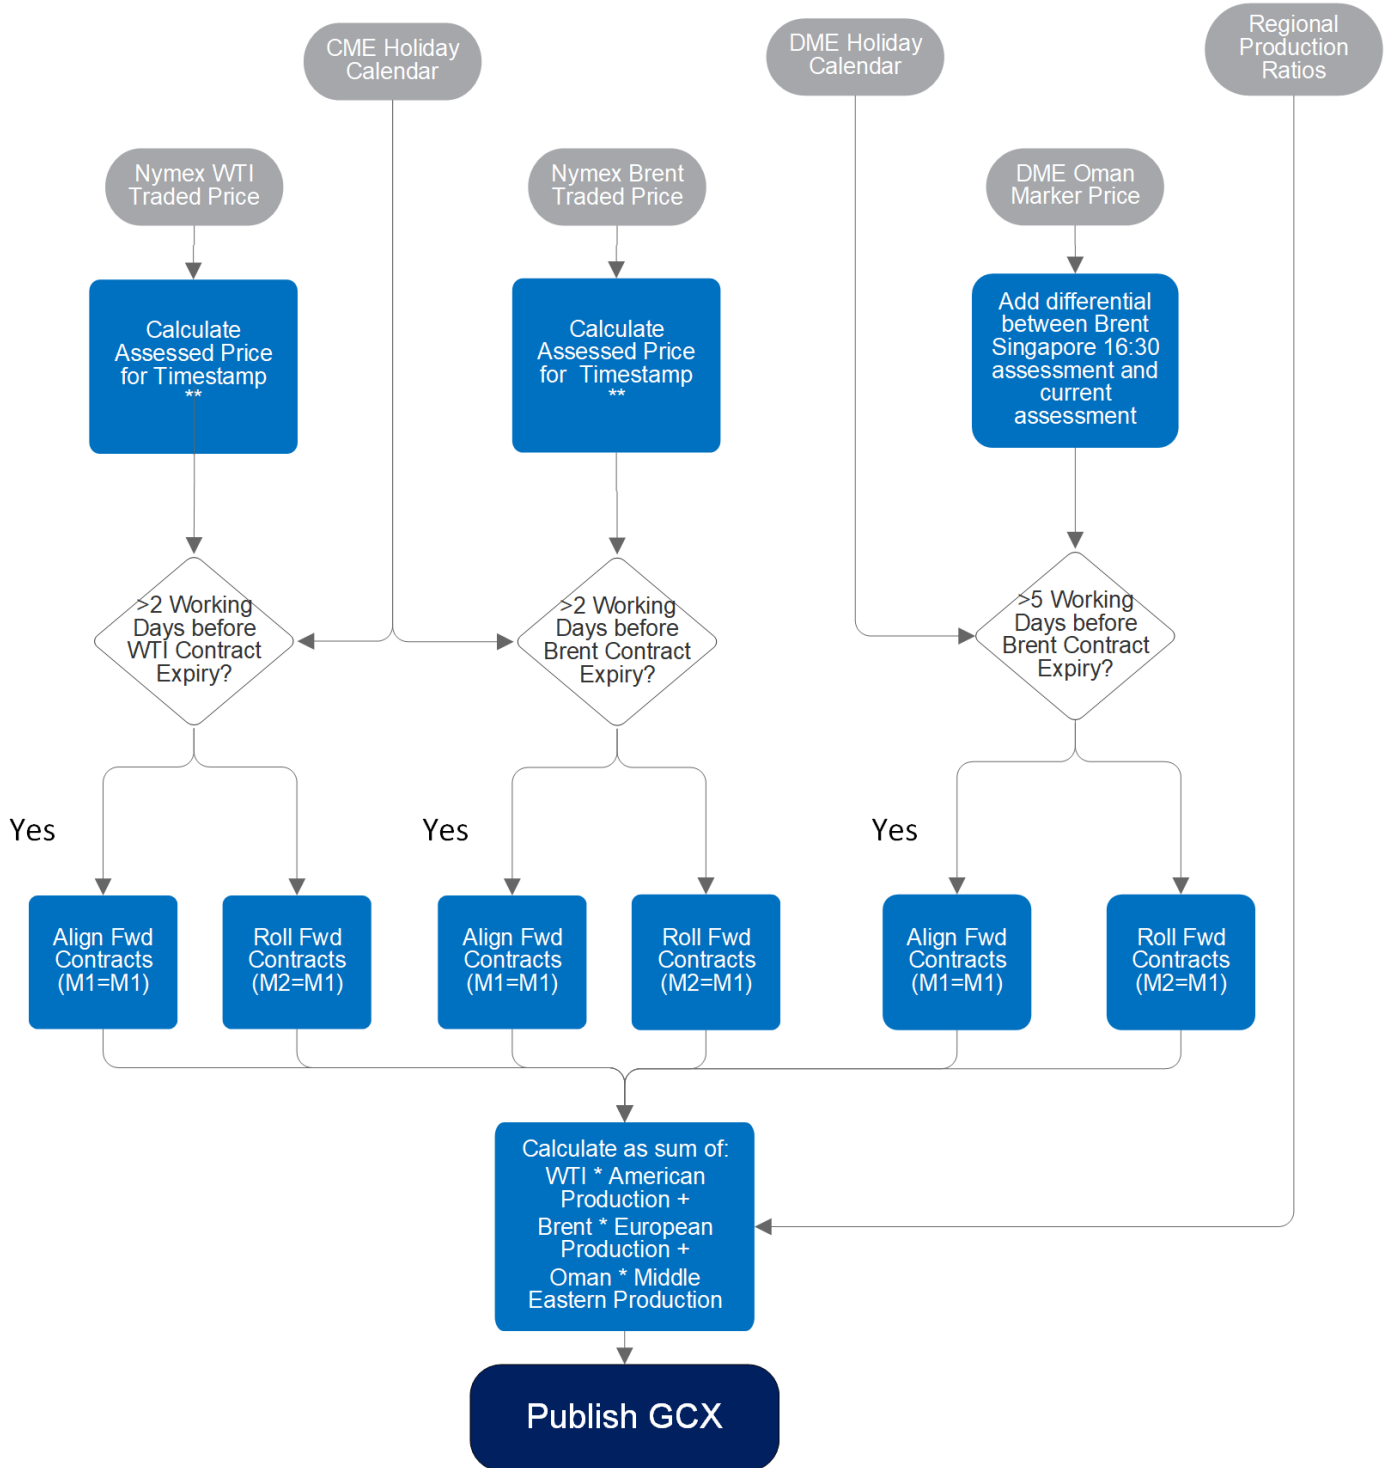 CME Holiday
Calendar
DME Holiday
Calendar
Regional
Production
Ratios
Nymex WTI
Traded Price
Nymex Brent
Traded Price
DME Oman
Marker Price
Calculate
Assessed Price
for Timestamp
**
Calculate
Assessed Price
for Timestamp
**
Add differential
between Brent
Singapore 16:30
assessment and
current
assessment
>2 Working
Days before
WTI Contract
Expiry?
>2 Working
Days before
Brent Contract
Expiry?
>5 Working
Days before
Brent Contract
Expiry?
Yes
Yes
Yes
Align Fwd
Contracts
(M1=M1)
Roll Fwd
Contracts
(M2=M1)
Align Fwd
Contracts
(M1=M1)
Roll Fwd
Contracts
(M2=M1)
Align Fwd
Contracts
(M1=M1)
Roll Fwd
Contracts
(M2=M1)
Calculate as sum of:
WTI * American
Production +
Brent * European
Production +
Oman * Middle
Eastern Production
Publish GCX